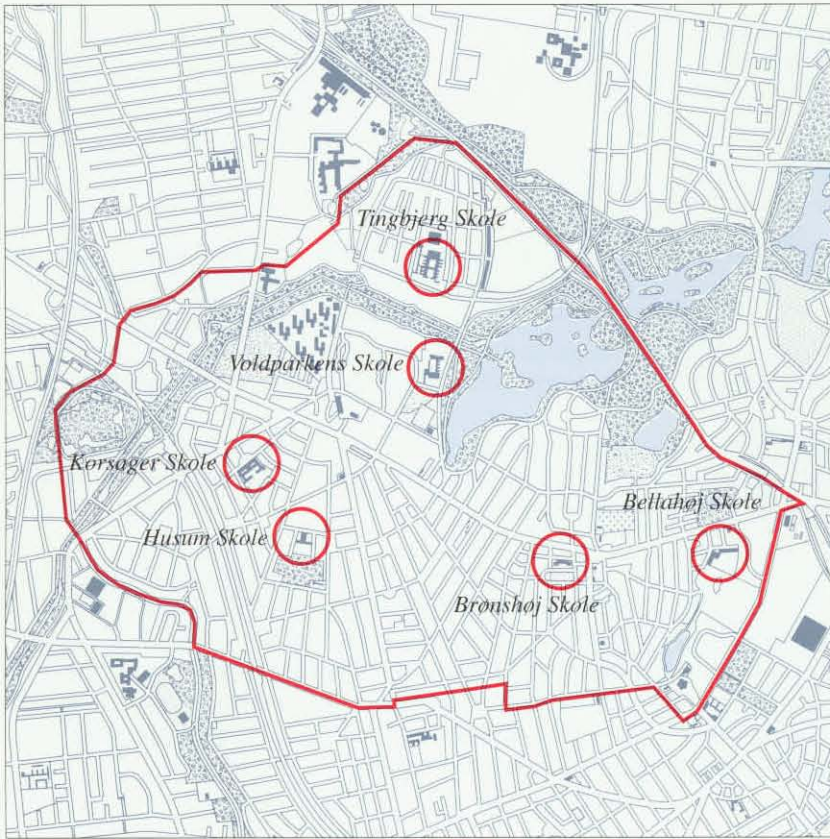 Tingbjerg Skole
Voldparkens Skole
Korsager Skole
Bellahøj Skole
Husum Skole
Brønshøj Skole